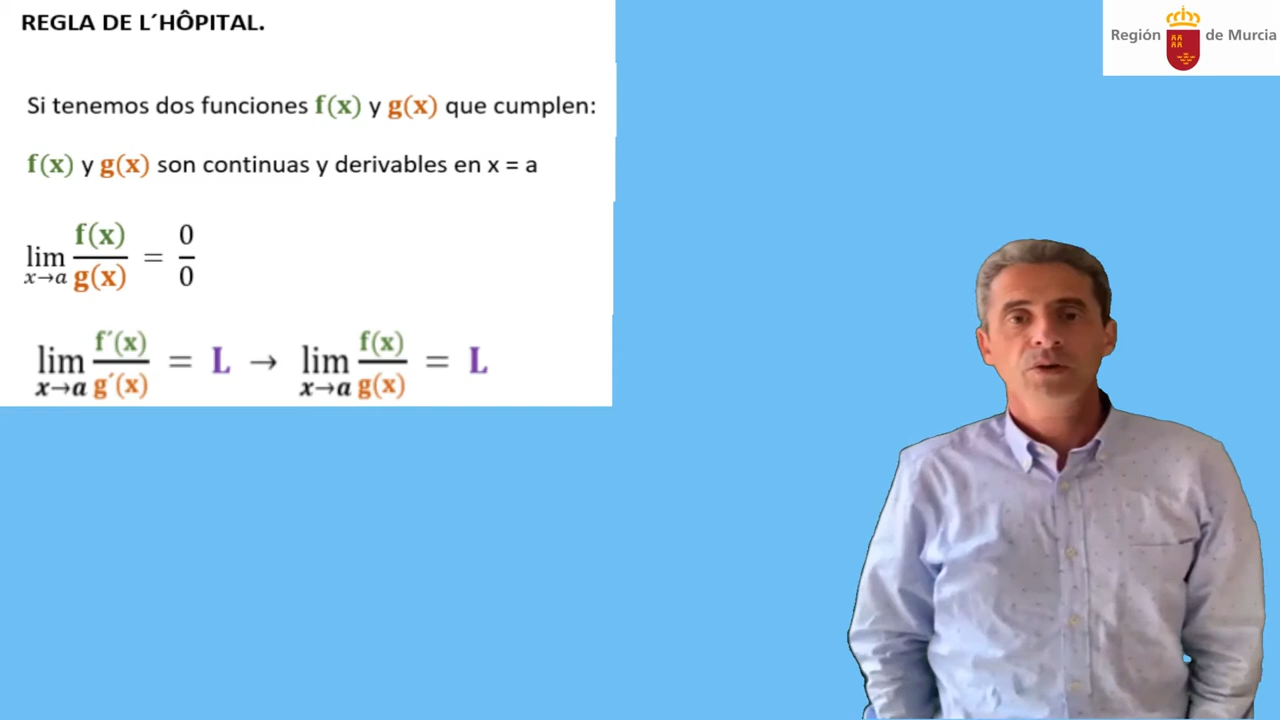 REGLA DE L´HÔPITAL.
Región de Murcia
Si tenemos dos funciones f(x) y g(x) que cumplen:
f(x) y g(x) son continuas y derivables en x = a
lim x→a f(x)/g(x) = 0/0
lim x→a f´(x)/g´(x) = L → lim x→a f(x)/g(x) = L